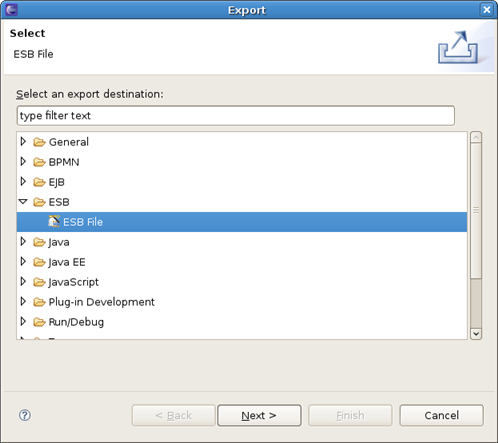 Export
Select
ESB File
Select an export destination:
type filter text
General
BPMN
EJB
ESB
ESB File
Java
Java EE
JavaScript
Plug-in Development
Run/Debug
?
< Back
Next >
Finish
Cancel